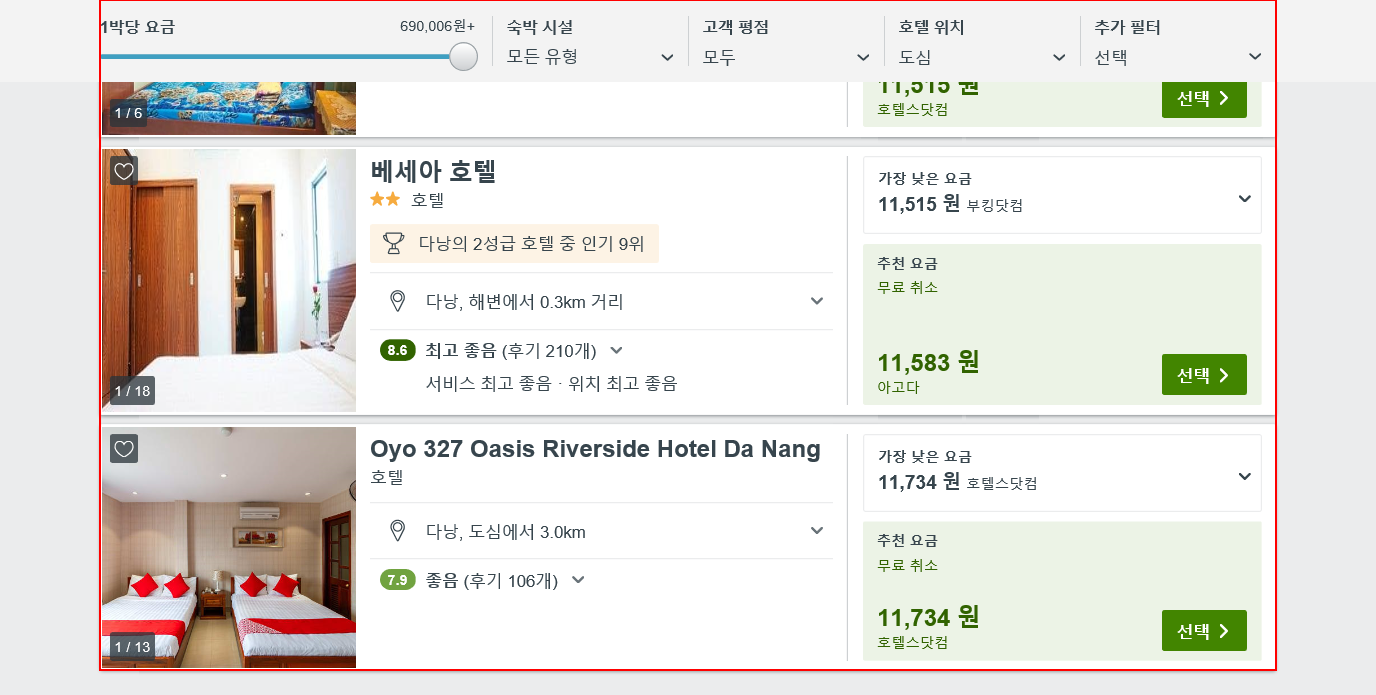 1박당 요금
690,006원+
숙박 시설
모든 유형
고객 평점
모두
호텔 위치
도심
추가 필터
선택
1 / 6
11,515 원
호텔스닷컴
선택
베세아 호텔
호텔
다낭의 2성급 호텔 중 인기 9위
다낭, 해변에서 0.3km 거리
8.6 최고 좋음 (후기 210개)
서비스 최고 좋음 · 위치 최고 좋음
1 / 18
가장 낮은 요금
11,515 원 부킹닷컴
추천 요금
무료 취소
11,583 원
아고다
선택
Oyo 327 Oasis Riverside Hotel Da Nang
호텔
다낭, 도심에서 3.0km
7.9 좋음 (후기 106개)
1 / 13
가장 낮은 요금
11,734 원 호텔스닷컴
추천 요금
무료 취소
11,734 원
호텔스닷컴
선택